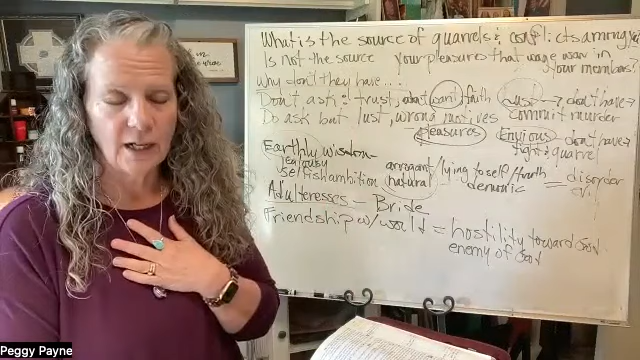 What is the source of quarrels & conflicts among
Is not the source your pleasures that wage war in
your members?
Why don't they have....
Don't ask: trust, want faith
Lust → don't have →
Do ask but lust, wrong motives
commit murder
pleasures
Envious don't have →
fight & quarrel
Earthly wisdom -
jealousy
selfish ambition
arrogant / lying to self / truth
natural demonic = disorder
evil
Adulteresses - Bride
Friendship w/ world = hostility toward God
enemy of God
Peggy Payne